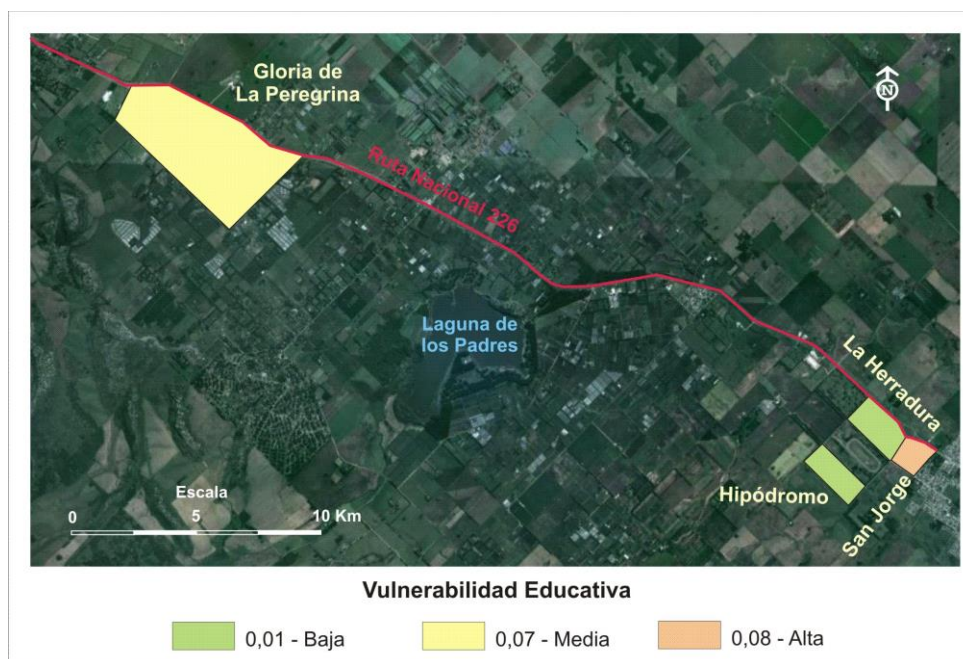 Gloria de
La Peregrina
N
Ruta Nacional 226
Laguna de
los Padres
La Herradura
Hipódromo
San Jorge
Escala
0 5 10 Km
Vulnerabilidad Educativa
0,01 - Baja
0,07 - Media
0,08 - Alta